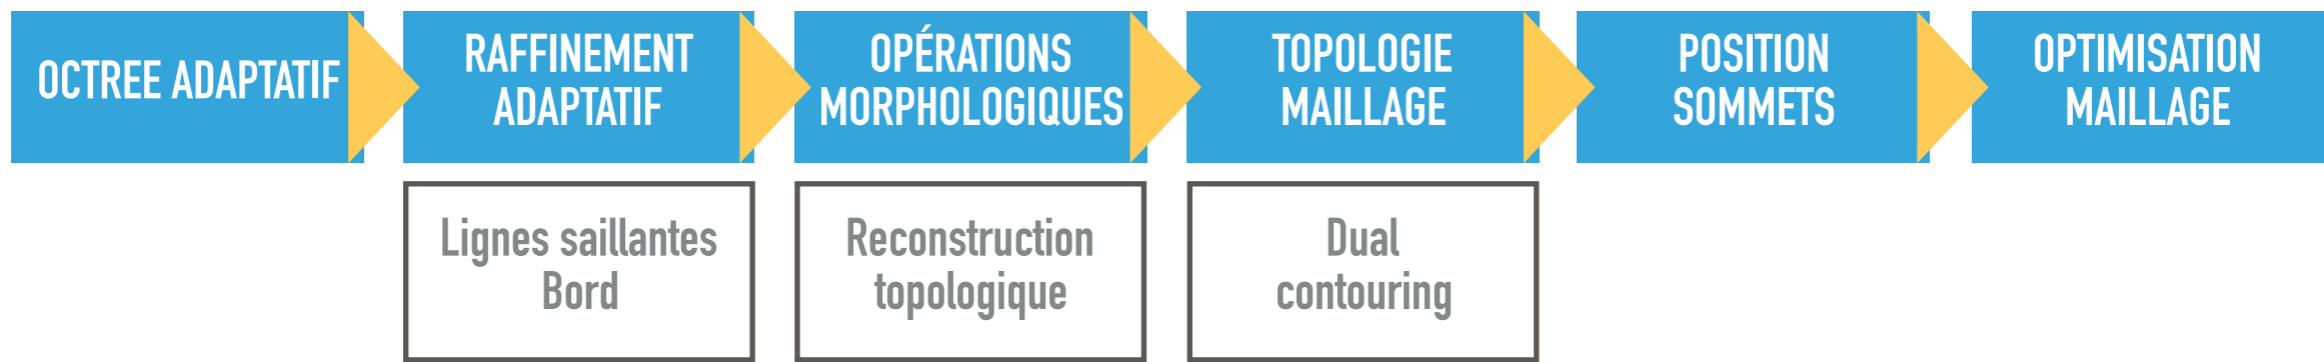 OCTREE ADAPTATIF
RAFFINEMENT
ADAPTATIF
OPÉRATIONS
MORPHOLOGIQUES
TOPOLOGIE
MAILLAGE
POSITION
SOMMETS
OPTIMISATION
MAILLAGE
Lignes saillantes
Bord
Reconstruction
topologique
Dual
contouring